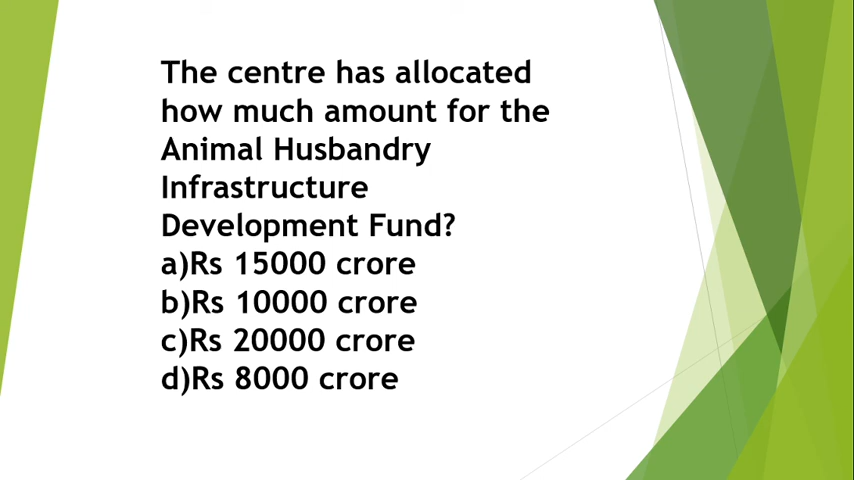 The centre has allocated
how much amount for the
Animal Husbandry
Infrastructure
Development Fund?
a)Rs 15000 crore
b)Rs 10000 crore
c)Rs 20000 crore
d)Rs 8000 crore